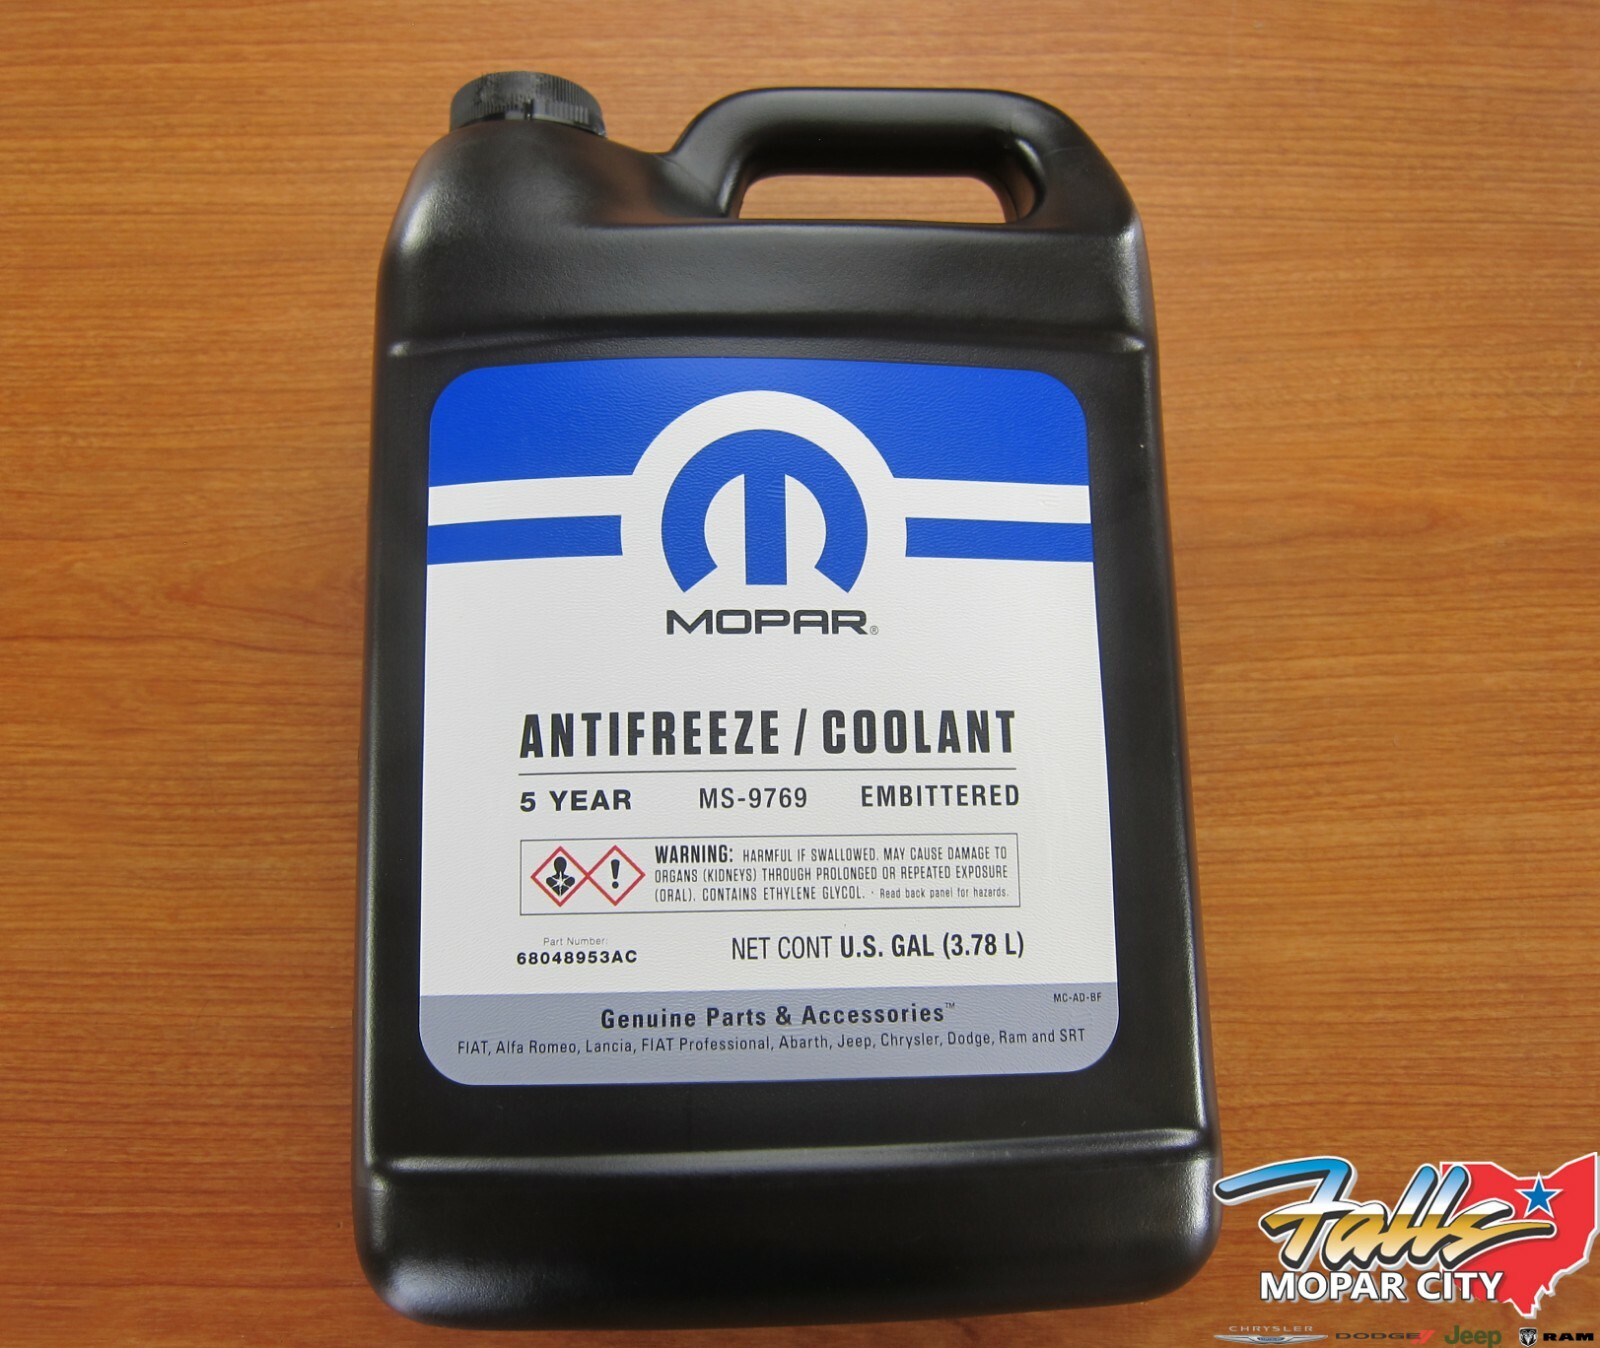 MOPAR®
ANTIFREEZE / COOLANT
5 YEAR MS-9769 EMBITTERED
WARNING: HARMFUL IF SWALLOWED. MAY CAUSE DAMAGE TO
ORGANS (KIDNEYS) THROUGH PROLONGED OR REPEATED EXPOSURE
(ORAL). CONTAINS ETHYLENE GLYCOL. · Read back panel for hazards.
Part Number:
68048953AC
NET CONT U.S. GAL (3.78 L)
MC-AD-BF
Genuine Parts & Accessories™
FIAT, Alfa Romeo, Lancia, FIAT Professional, Abarth, Jeep, Chrysler, Dodge, Ram and SRT
Falls
MOPAR CITY
CHRYSLER DODGE Jeep RAM